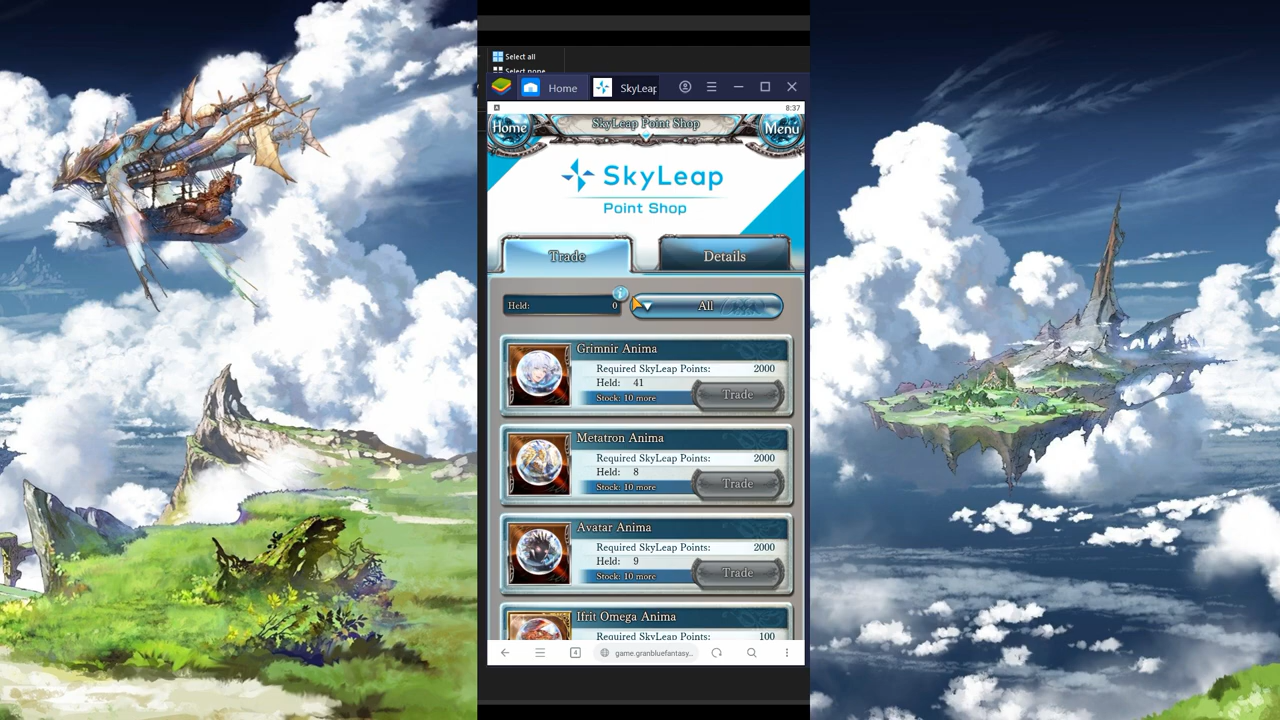 Select all
Select none
Home
SkyLeap
8:37
Home
SkyLeap Point Shop
Menu
SkyLeap
Point Shop
Trade
Details
Held: 0
All
Grimnir Anima
Required SkyLeap Points: 2000
Held: 41
Stock: 10 more
Trade
Metatron Anima
Required SkyLeap Points: 2000
Held: 8
Stock: 10 more
Trade
Avatar Anima
Required SkyLeap Points: 2000
Held: 9
Stock: 10 more
Trade
Ifrit Omega Anima
Required SkyLeap Points: 100
4
game.granbluefantasy...